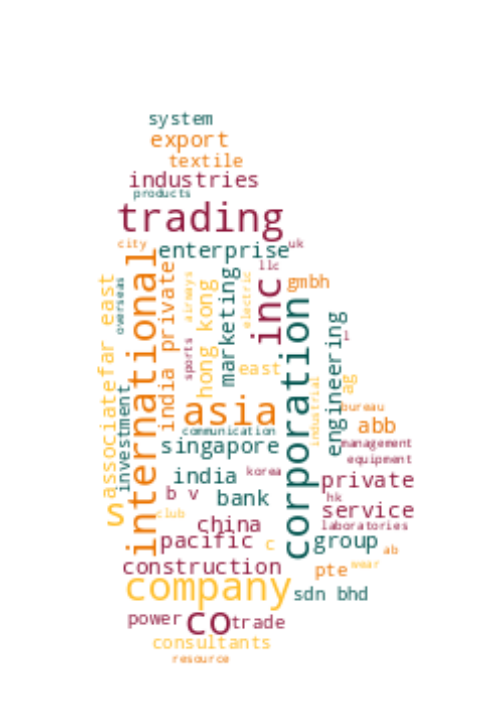 system
export
textile
industries
products
trading
city
enterprise
uk
llc
international
india private
airways
hong kong
marketing
electric
inc
gmbh
corporation
overseas
far east
associate
investment
sports
east
engineering
industrial
ag
asia
bureau
abb
communication
singapore
management
equipment
india
korea
private
b v
bank
hk
s
club
china
service
laboratories
pacific
c
group
ab
construction
pte
wear
company
sdn bhd
power
co
trade
consultants
resource